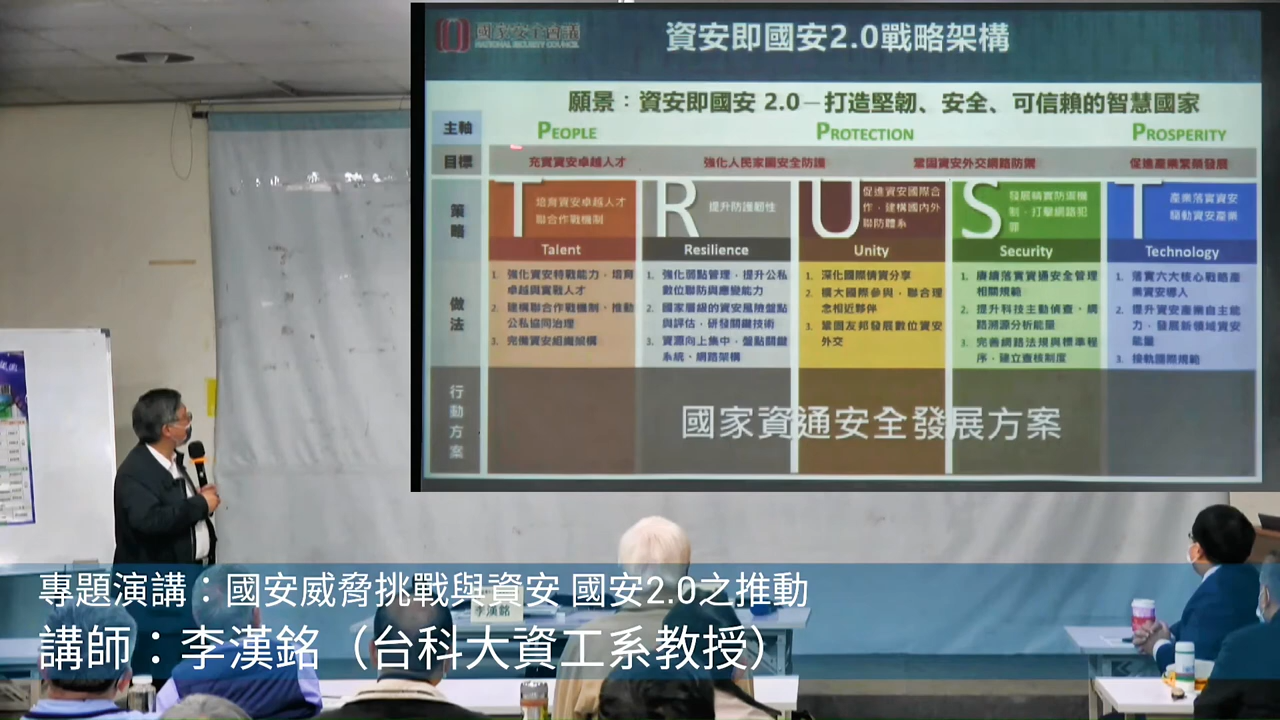 國家安全會議
NATIONAL SECURITY COUNCIL
資安即國安2.0戰略架構
願景：資安即國安 2.0－打造堅韌、安全、可信賴的智慧國家
主軸
PEOPLE
PROTECTION
PROSPERITY
目標
充實資安卓越人才
強化人民家園安全防護
鞏固資安外交網路防禦
促進產業繁榮發展
策略
T
培育資安卓越人才
聯合作戰機制
Talent
R
提升防護韌性
Resilience
U
促進資安國際合
作，建構國內外
聯防體系
Unity
S
發展精實防禦機
制，打擊網路犯
罪
Security
T
產業落實資安
驅動資安產業
Technology
做法
1. 強化資安特戰能力，培育
卓越與實戰人才
2. 建構聯合作戰機制，推動
公私協同治理
3. 完備資安組織架構
1. 強化弱點管理，提升公私
數位聯防與應變能力
2. 國家層級的資安風險盤點
與評估，研發關鍵技術
3. 資源向上集中，盤點關鍵
系統、網路架構
1. 深化國際情資分享
2. 擴大國際參與，聯合理
念相近夥伴
3. 鞏固友邦發展數位資安
外交
1. 賡續落實資通安全管理
相關規範
2. 提升科技主動偵查，網
路溯源分析能量
3. 完善網路法規與標準程
序，建立查核制度
1. 落實六大核心戰略產
業資安導入
2. 提升資安產業自主能
力，發展新領域資安
能量
3. 接軌國際規範
行動方案
國家資通安全發展方案
李漢銘
專題演講：國安威脅挑戰與資安 國安2.0之推動
講師：李漢銘（台科大資工系教授）